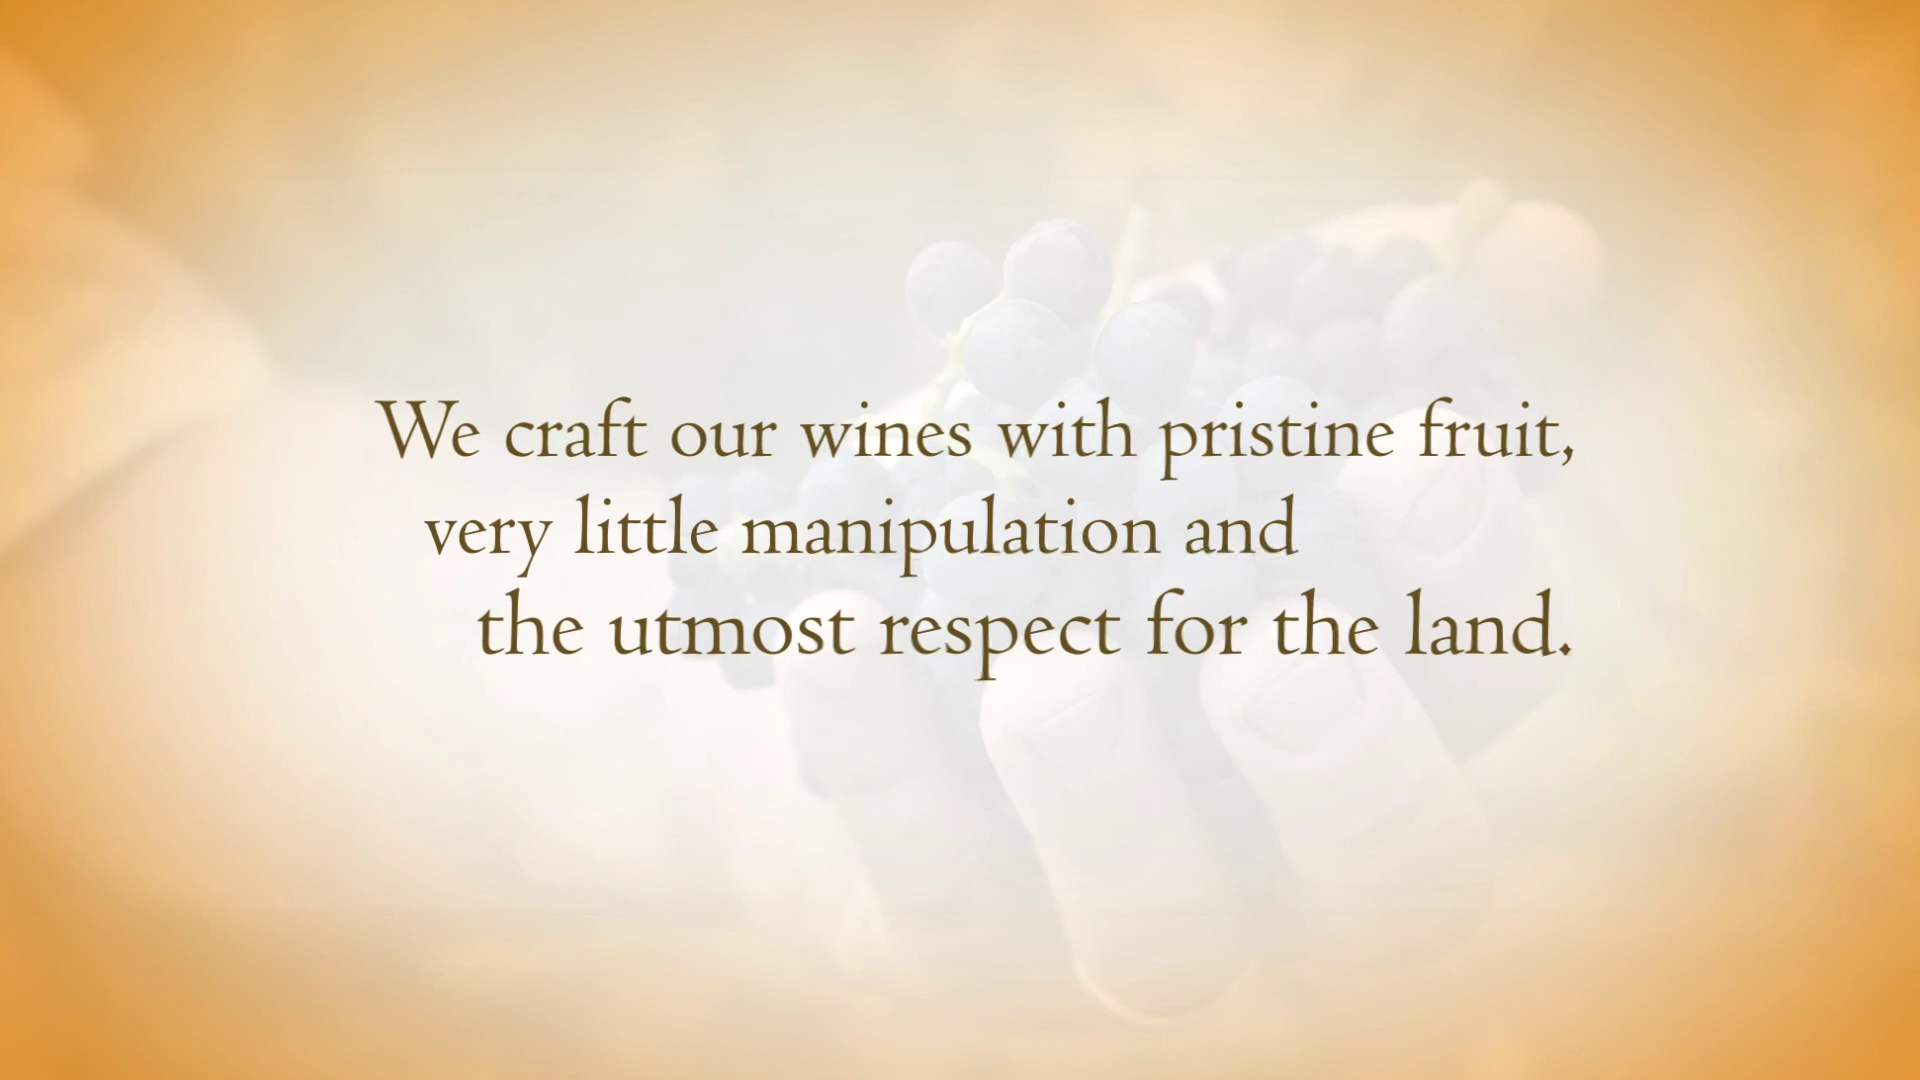 We craft our wines with pristine fruit,
very little manipulation and
the utmost respect for the land.